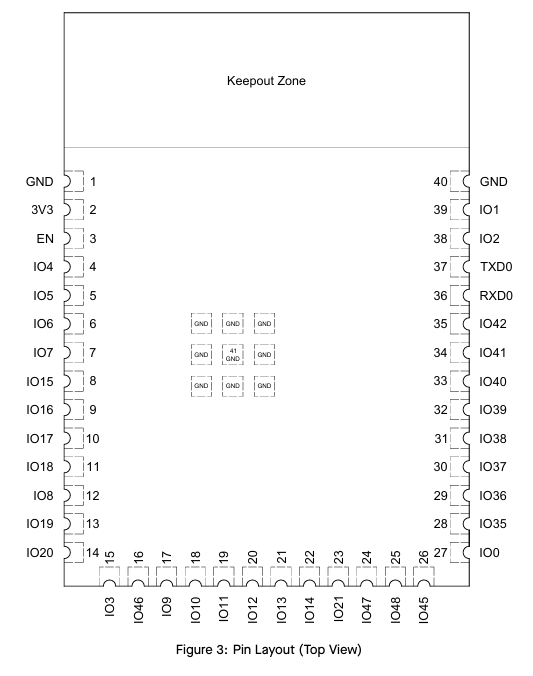 Keepout Zone
GND 1 40 GND
3V3 2 39 IO1
EN 3 38 IO2
IO4 4 37 TXD0
IO5 5 36 RXD0
IO6 6 GND GND GND 35 IO42
IO7 7 GND 41 GND GND 34 IO41
IO15 8 GND GND GND 33 IO40
IO16 9 32 IO39
IO17 10 31 IO38
IO18 11 30 IO37
IO8 12 29 IO36
IO19 13 28 IO35
IO20 14 27 IO0
15 16 17 18 19 20 21 22 23 24 25 26
IO3 IO46 IO9 IO10 IO11 IO12 IO13 IO14 IO21 IO47 IO48 IO45
Figure 3: Pin Layout (Top View)